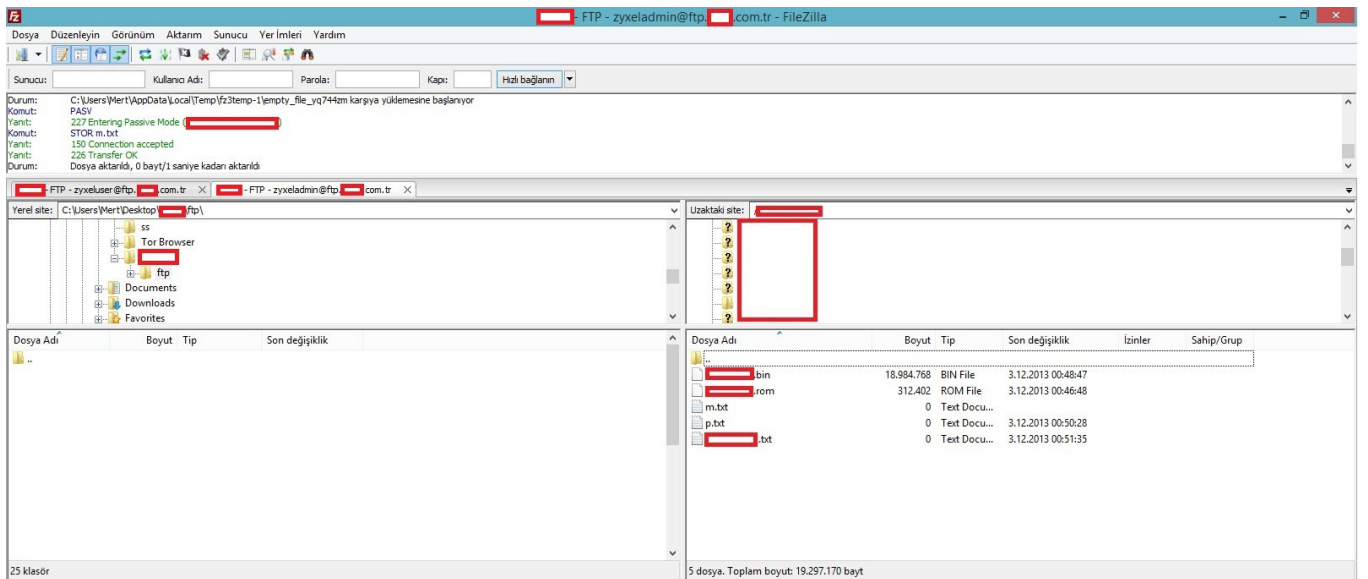 - FTP - zyxeladmin@ftp. .com.tr - FileZilla
Dosya Düzenleyin Görünüm Aktarım Sunucu Yer İmleri Yardım
Sunucu: Kullanıcı Adı: Parola: Kapı: Hızlı bağlanın
Durum: C:\Users\Mert\AppData\Local\Temp\fz3temp-1\empty_file_yq744zm karşıya yüklemesine başlanıyor
Komut: PASV
Yanıt: 227 Entering Passive Mode ( )
Komut: STOR m.txt
Yanıt: 150 Connection accepted
Yanıt: 226 Transfer OK
Durum: Dosya aktarıldı, 0 bayt/1 saniye kadarı aktarıldı
- FTP - zyxeluser@ftp. .com.tr - FTP - zyxeladmin@ftp. com.tr
Yerel site: C:\Users\Mert\Desktop\ ftp\ Uzaktaki site: /
ss
Tor Browser
ftp
Documents
Downloads
Favorites
Dosya Adı Boyut Tip Son değişiklik Dosya Adı Boyut Tip Son değişiklik İzinler Sahip/Grup
.. ..
.bin 18.984.768 BIN File 3.12.2013 00:48:47
.rom 312.402 ROM File 3.12.2013 00:46:48
m.txt 0 Text Docu...
p.txt 0 Text Docu... 3.12.2013 00:50:28
.txt 0 Text Docu... 3.12.2013 00:51:35
25 klasör 5 dosya. Toplam boyut: 19.297.170 bayt